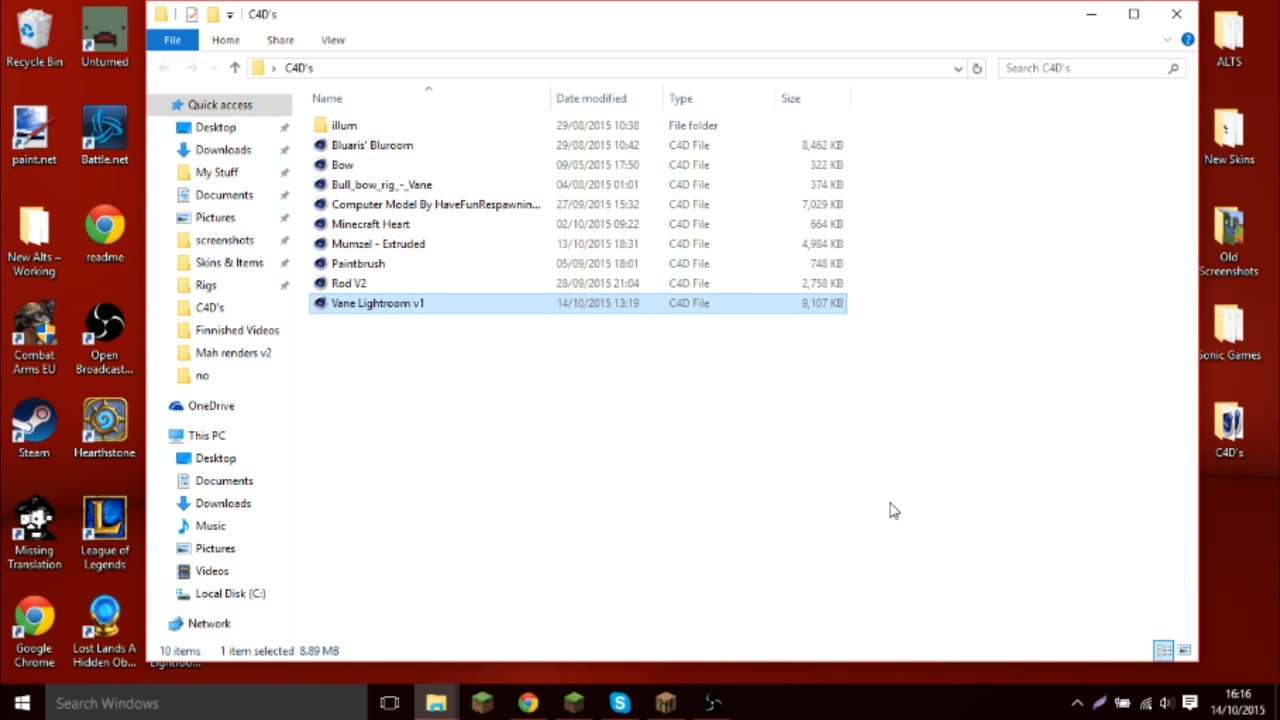 C4D's
File Home Share View
C4D's
Search C4D's
Name Date modified Type Size
illum 29/08/2015 10:38 File folder
Bluaris' Bluroom 29/08/2015 10:42 C4D File 8,462 KB
Bow 09/05/2015 17:50 C4D File 322 KB
Bull_bow_rig_-_Vane 04/08/2015 01:01 C4D File 374 KB
Computer Model By HaveFunRespawnin... 27/09/2015 15:32 C4D File 7,029 KB
Minecraft Heart 02/10/2015 09:22 C4D File 664 KB
Mumzel - Extruded 13/10/2015 18:31 C4D File 4,984 KB
Paintbrush 05/09/2015 18:01 C4D File 748 KB
Rod V2 28/09/2015 21:04 C4D File 2,758 KB
Vane Lightroom v1 14/10/2015 13:19 C4D File 9,107 KB
Quick access
Desktop
Downloads
My Stuff
Documents
Pictures
screenshots
Skins & Items
Rigs
C4D's
Finnished Videos
Mah renders v2
no
OneDrive
This PC
Desktop
Documents
Downloads
Music
Pictures
Videos
Local Disk (C:)
Network
10 items 1 item selected 8.89 MB
Recycle Bin
Unturned
paint.net
Battle.net
New Alts ~
Working
readme
Combat
Arms EU
Open
Broadcast...
Steam
Hearthstone
Missing
Translation
League of
Legends
Google
Chrome
Lost Lands A
Hidden Ob...
ALTS
New Skins
Old
Screenshots
Sonic Games
C4D's
Search Windows
16:16
14/10/2015